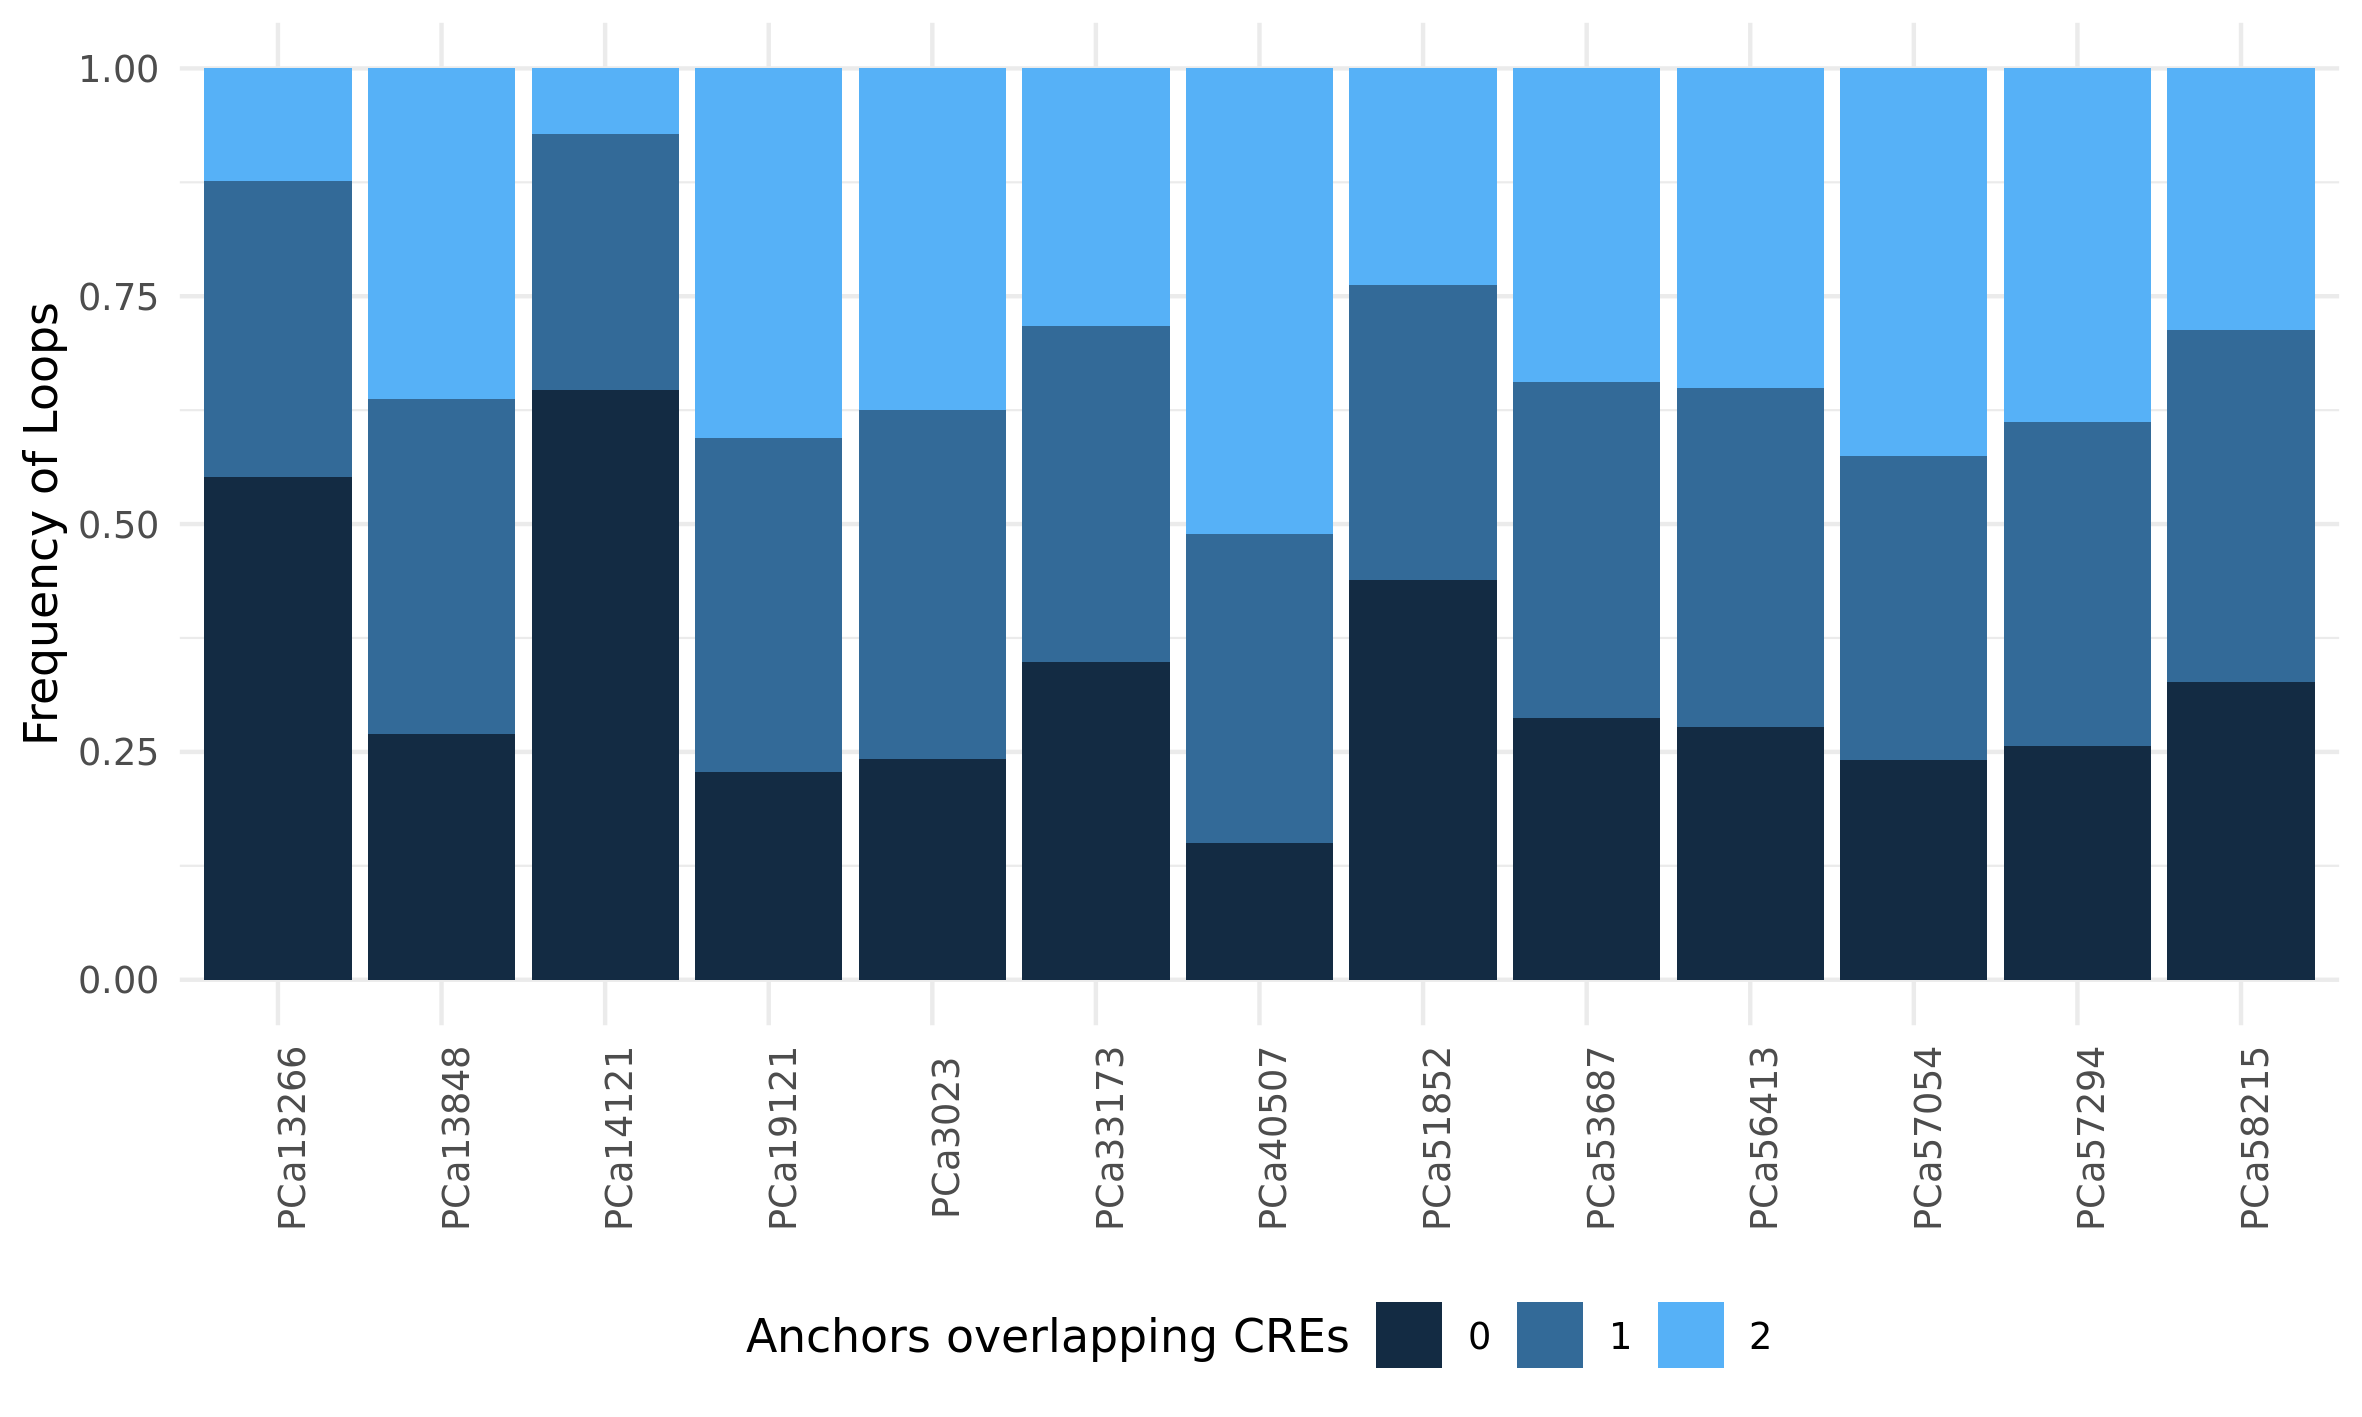 Frequency of Loops
1.00
0.75
0.50
0.25
0.00
PCa13266
PCa13848
PCa14121
PCa19121
PCa3023
PCa33173
PCa40507
PCa51852
PCa53687
PCa56413
PCa57054
PCa57294
PCa58215
Anchors overlapping CREs 0 1 2